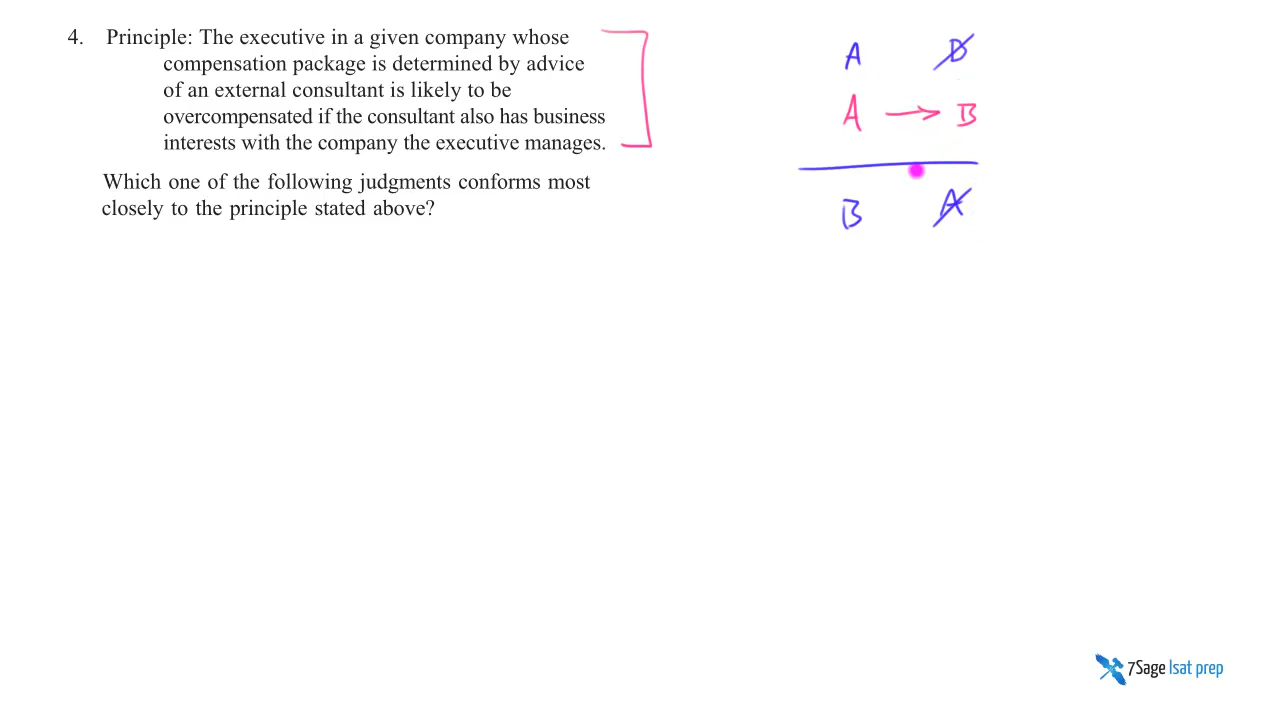 4. Principle: The executive in a given company whose
compensation package is determined by advice
of an external consultant is likely to be
overcompensated if the consultant also has business
interests with the company the executive manages.
Which one of the following judgments conforms most
closely to the principle stated above?
A B
A → B
B A
7Sage lsat prep